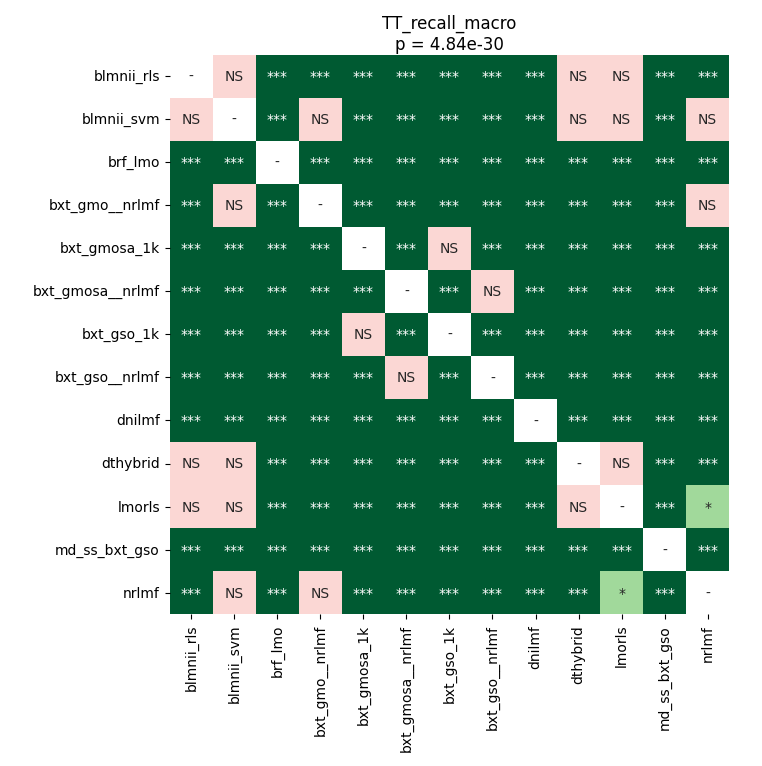 TT_recall_macro
p = 4.84e-30
blmnii_rls - NS *** *** *** *** *** *** *** NS NS *** ***
blmnii_svm NS - *** NS *** *** *** *** *** NS NS *** NS
brf_lmo *** *** - *** *** *** *** *** *** *** *** *** ***
bxt_gmo__nrlmf *** NS *** - *** *** *** *** *** *** *** *** NS
bxt_gmosa_1k *** *** *** *** - *** NS *** *** *** *** *** ***
bxt_gmosa__nrlmf *** *** *** *** *** - *** NS *** *** *** *** ***
bxt_gso_1k *** *** *** *** NS *** - *** *** *** *** *** ***
bxt_gso__nrlmf *** *** *** *** *** NS *** - *** *** *** *** ***
dnilmf *** *** *** *** *** *** *** *** - *** *** *** ***
dthybrid NS NS *** *** *** *** *** *** *** - NS *** ***
lmorls NS NS *** *** *** *** *** *** *** NS - *** *
md_ss_bxt_gso *** *** *** *** *** *** *** *** *** *** *** - ***
nrlmf *** NS *** NS *** *** *** *** *** *** * *** -
blmnii_rls
blmnii_svm
brf_lmo
bxt_gmo__nrlmf
bxt_gmosa_1k
bxt_gmosa__nrlmf
bxt_gso_1k
bxt_gso__nrlmf
dnilmf
dthybrid
lmorls
md_ss_bxt_gso
nrlmf